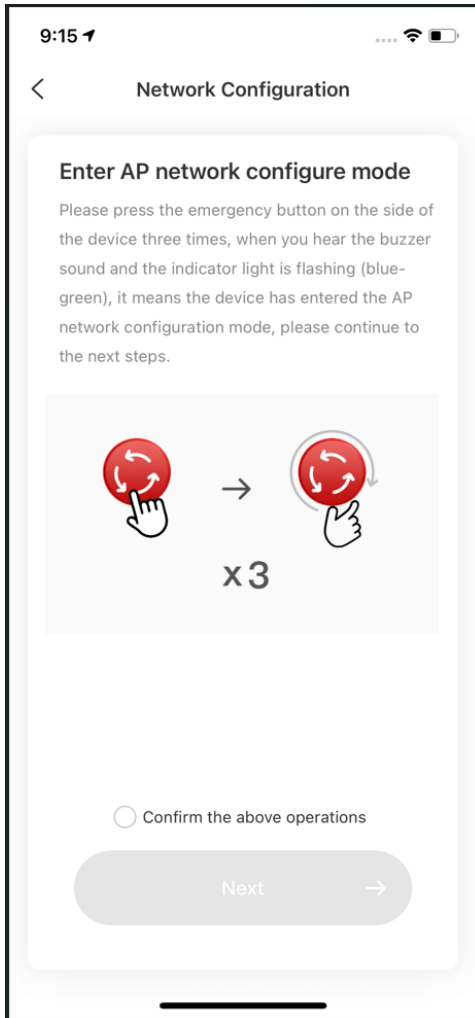 9:15
Network Configuration
Enter AP network configure mode
Please press the emergency button on the side of
the device three times, when you hear the buzzer
sound and the indicator light is flashing (blue-
green), it means the device has entered the AP
network configuration mode, please continue to
the next steps.
x3
Confirm the above operations
Next